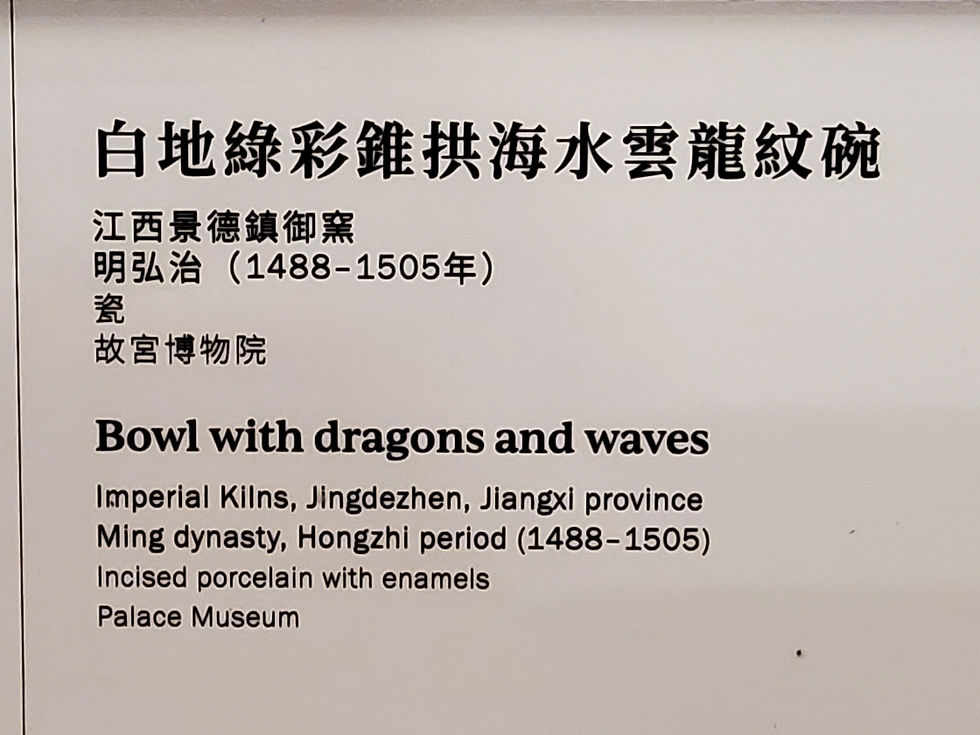 白地綠彩錐拱海水雲龍紋碗
江西景德鎮御窯
明弘治（1488–1505年）
瓷
故宮博物院
Bowl with dragons and waves
Imperial Kilns, Jingdezhen, Jiangxi province
Ming dynasty, Hongzhi period (1488–1505)
Incised porcelain with enamels
Palace Museum